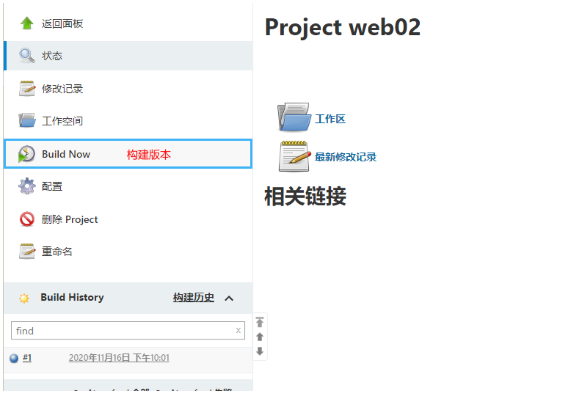 返回面板
状态
修改记录
工作空间
Build Now 构建版本
配置
删除 Project
重命名
Build History 构建历史
find x
#1 2020年11月16日 下午10:01
Project web02
工作区
最新修改记录
相关链接